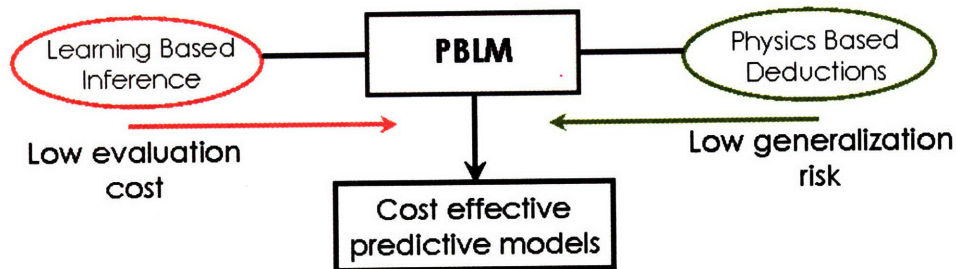 Learning Based
Inference
PBLM
Physics Based
Deductions
Low evaluation
cost
Low generalization
risk
Cost effective
predictive models